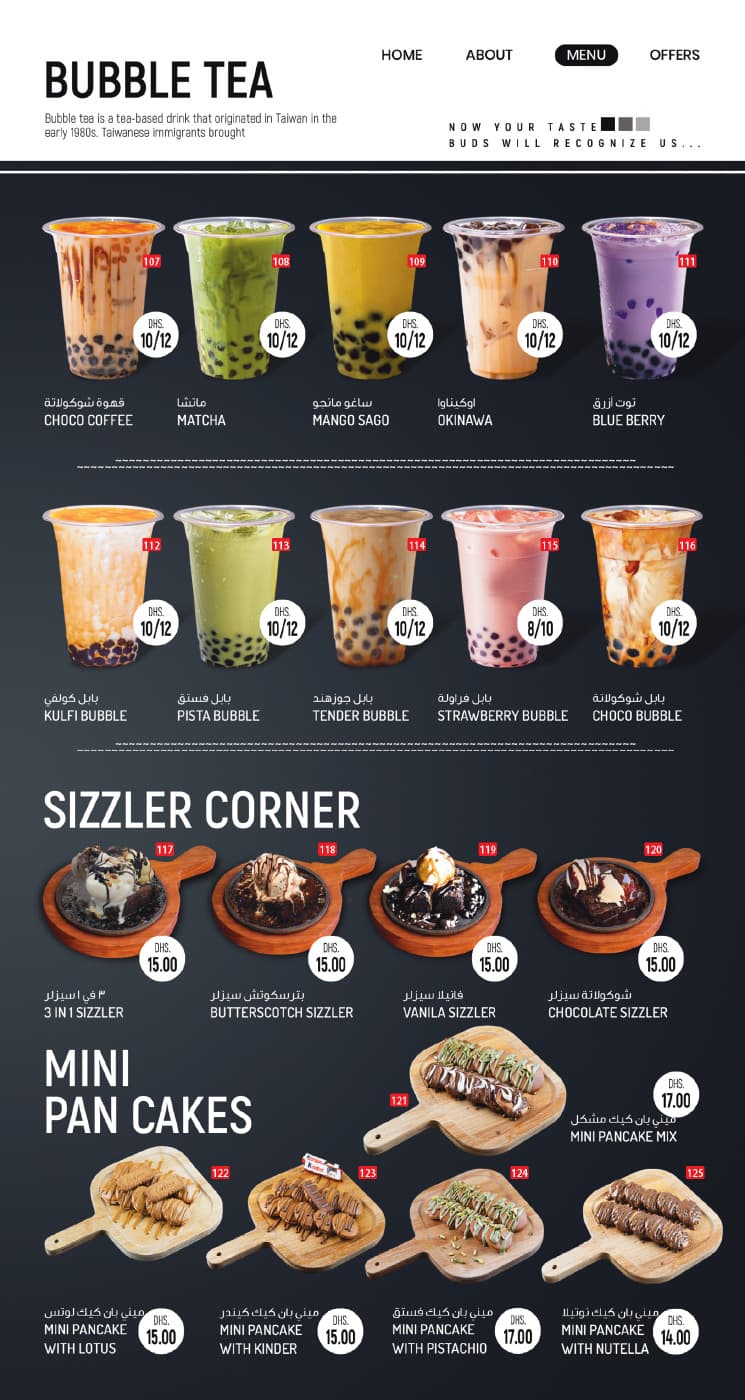 HOME ABOUT MENU OFFERS
BUBBLE TEA
Bubble tea is a tea-based drink that originated in Taiwan in the
early 1980s. Taiwanese immigrants brought
NOW YOUR TASTE
BUDS WILL RECOGNIZE US...
107 108 109 110 111
DHS. DHS. DHS. DHS. DHS.
10/12 10/12 10/12 10/12 10/12
قهوة شوكولاتة ماتشا ساغو مانجو اوكيناوا توت أزرق
CHOCO COFFEE MATCHA MANGO SAGO OKINAWA BLUE BERRY
112 113 114 115 116
DHS. DHS. DHS. DHS. DHS.
10/12 10/12 10/12 8/10 10/12
بابل كولفي بابل فستق بابل جوزهند بابل فراولة بابل شوكولاتة
KULFI BUBBLE PISTA BUBBLE TENDER BUBBLE STRAWBERRY BUBBLE CHOCO BUBBLE
SIZZLER CORNER
117 118 119 120
DHS. DHS. DHS. DHS.
15.00 15.00 15.00 15.00
٣ في ١ سيزلر بترسكوتش سيزلر فانيلا سيزلر شوكولاتة سيزلر
3 IN 1 SIZZLER BUTTERSCOTCH SIZZLER VANILA SIZZLER CHOCOLATE SIZZLER
MINI
PAN CAKES
121
DHS.
17.00
ميني بان كيك مشكل
MINI PANCAKE MIX
122 123 124 125
Kinder
ميني بان كيك لوتس ميني بان كيك كيندر ميني بان كيك فستق ميني بان كيك نوتيلا
MINI PANCAKE MINI PANCAKE MINI PANCAKE MINI PANCAKE
WITH LOTUS WITH KINDER WITH PISTACHIO WITH NUTELLA
DHS. DHS. DHS. DHS.
15.00 15.00 17.00 14.00